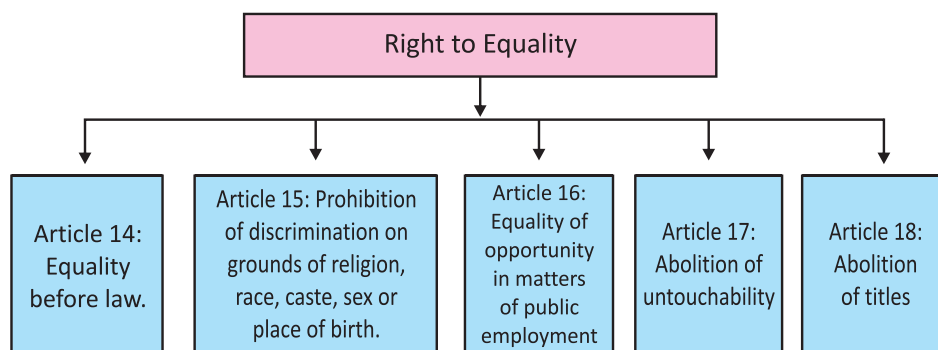 Right to Equality
Article 14:
Equality
before law.
Article 15: Prohibition
of discrimination on
grounds of religion,
race, caste, sex or
place of birth.
Article 16:
Equality of
opportunity
in matters
of public
employment
Article 17:
Abolition of
untouchability
Article 18:
Abolition
of titles